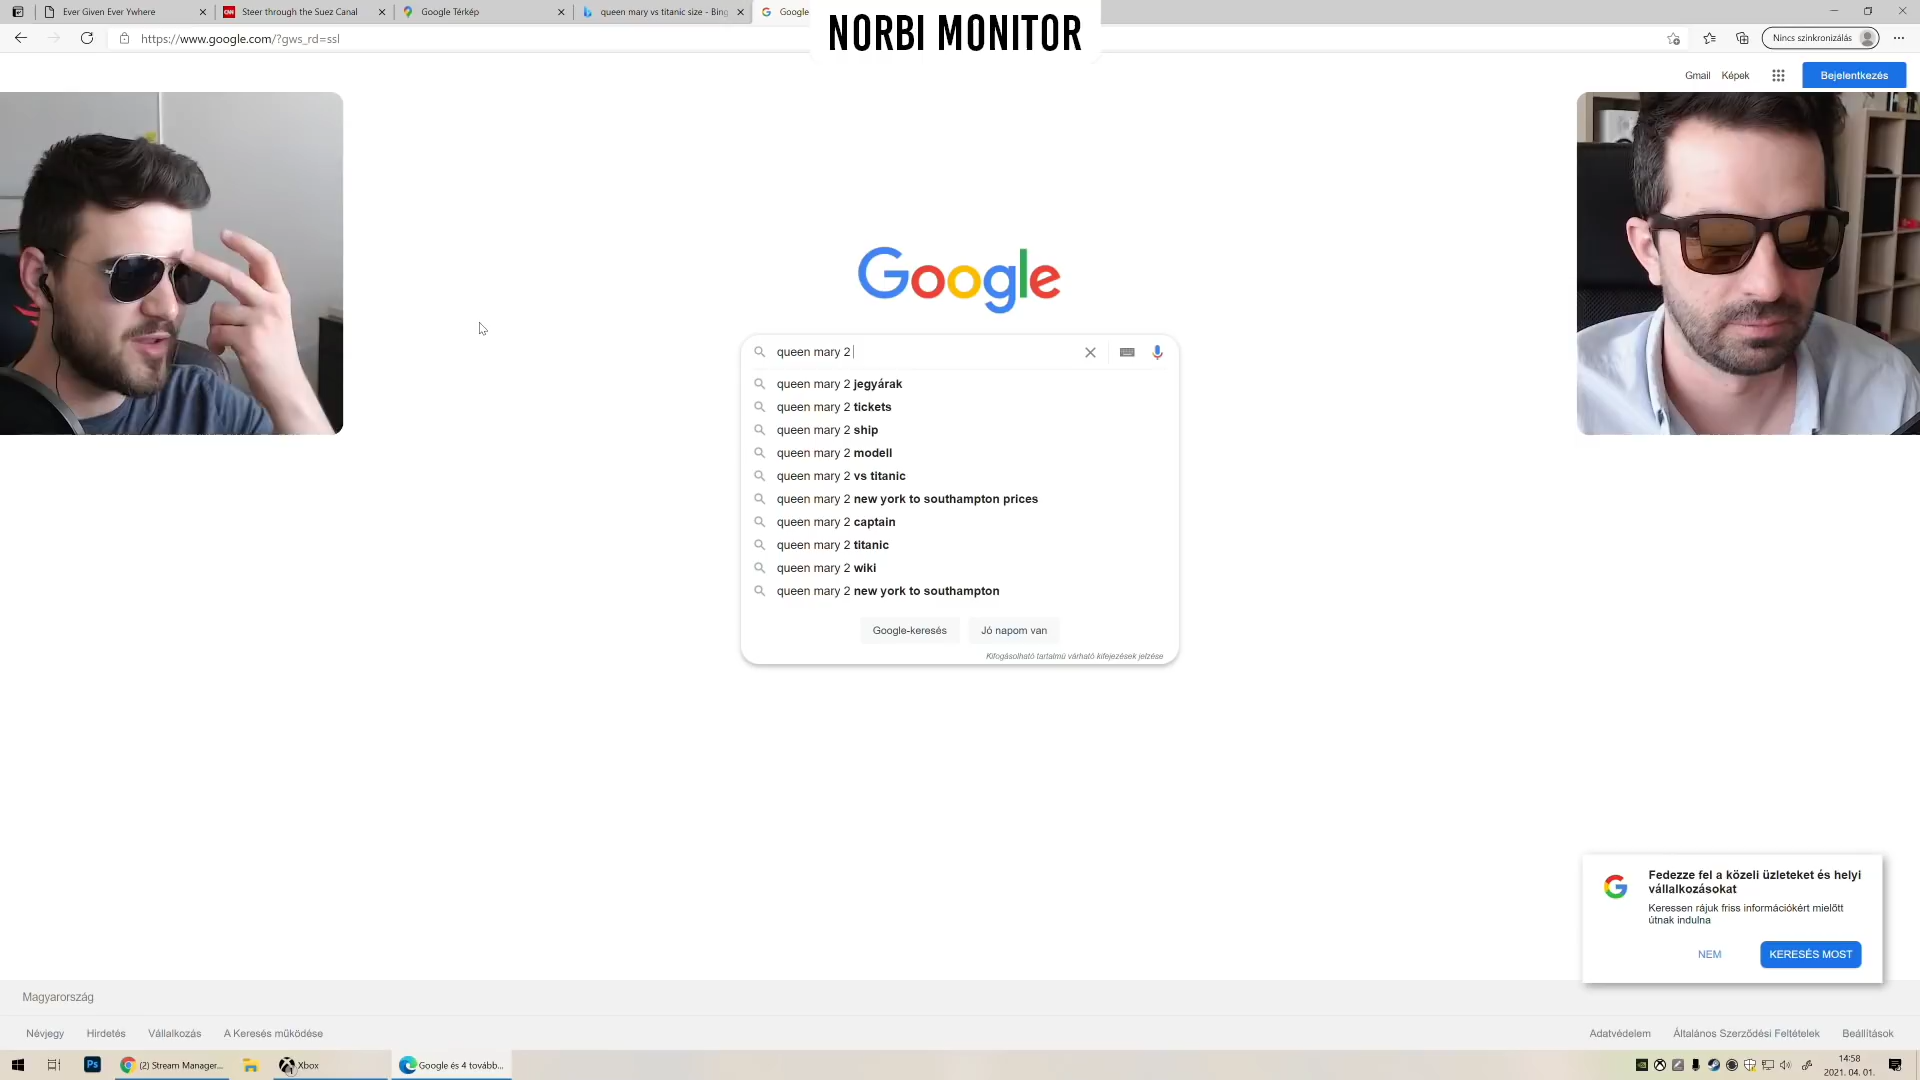 Ever Given Ever Ywhere
Steer through the Suez Canal
Google Térkép
queen mary vs titanic size - Bing
Google
NORBI MONITOR
https://www.google.com/?gws_rd=ssl
Nincs szinkronizálás
Gmail
Képek
Bejelentkezés
Google
queen mary 2
queen mary 2 jegyárak
queen mary 2 tickets
queen mary 2 ship
queen mary 2 modell
queen mary 2 vs titanic
queen mary 2 new york to southampton prices
queen mary 2 captain
queen mary 2 titanic
queen mary 2 wiki
queen mary 2 new york to southampton
Google-keresés
Jó napom van
Kifogásolható tartalmú várható kifejezések jelzése
Fedezze fel a közeli üzleteket és helyi
vállalkozásokat
Keressen rájuk friss információkért mielőtt
útnak indulna
NEM
KERESÉS MOST
Magyarország
Névjegy
Hirdetés
Vállalkozás
A Keresés működése
Adatvédelem
Általános Szerződési Feltételek
Beállítások
Ps
(2) Stream Manager...
Xbox
Google és 4 további...
14:58
2021. 04. 01.